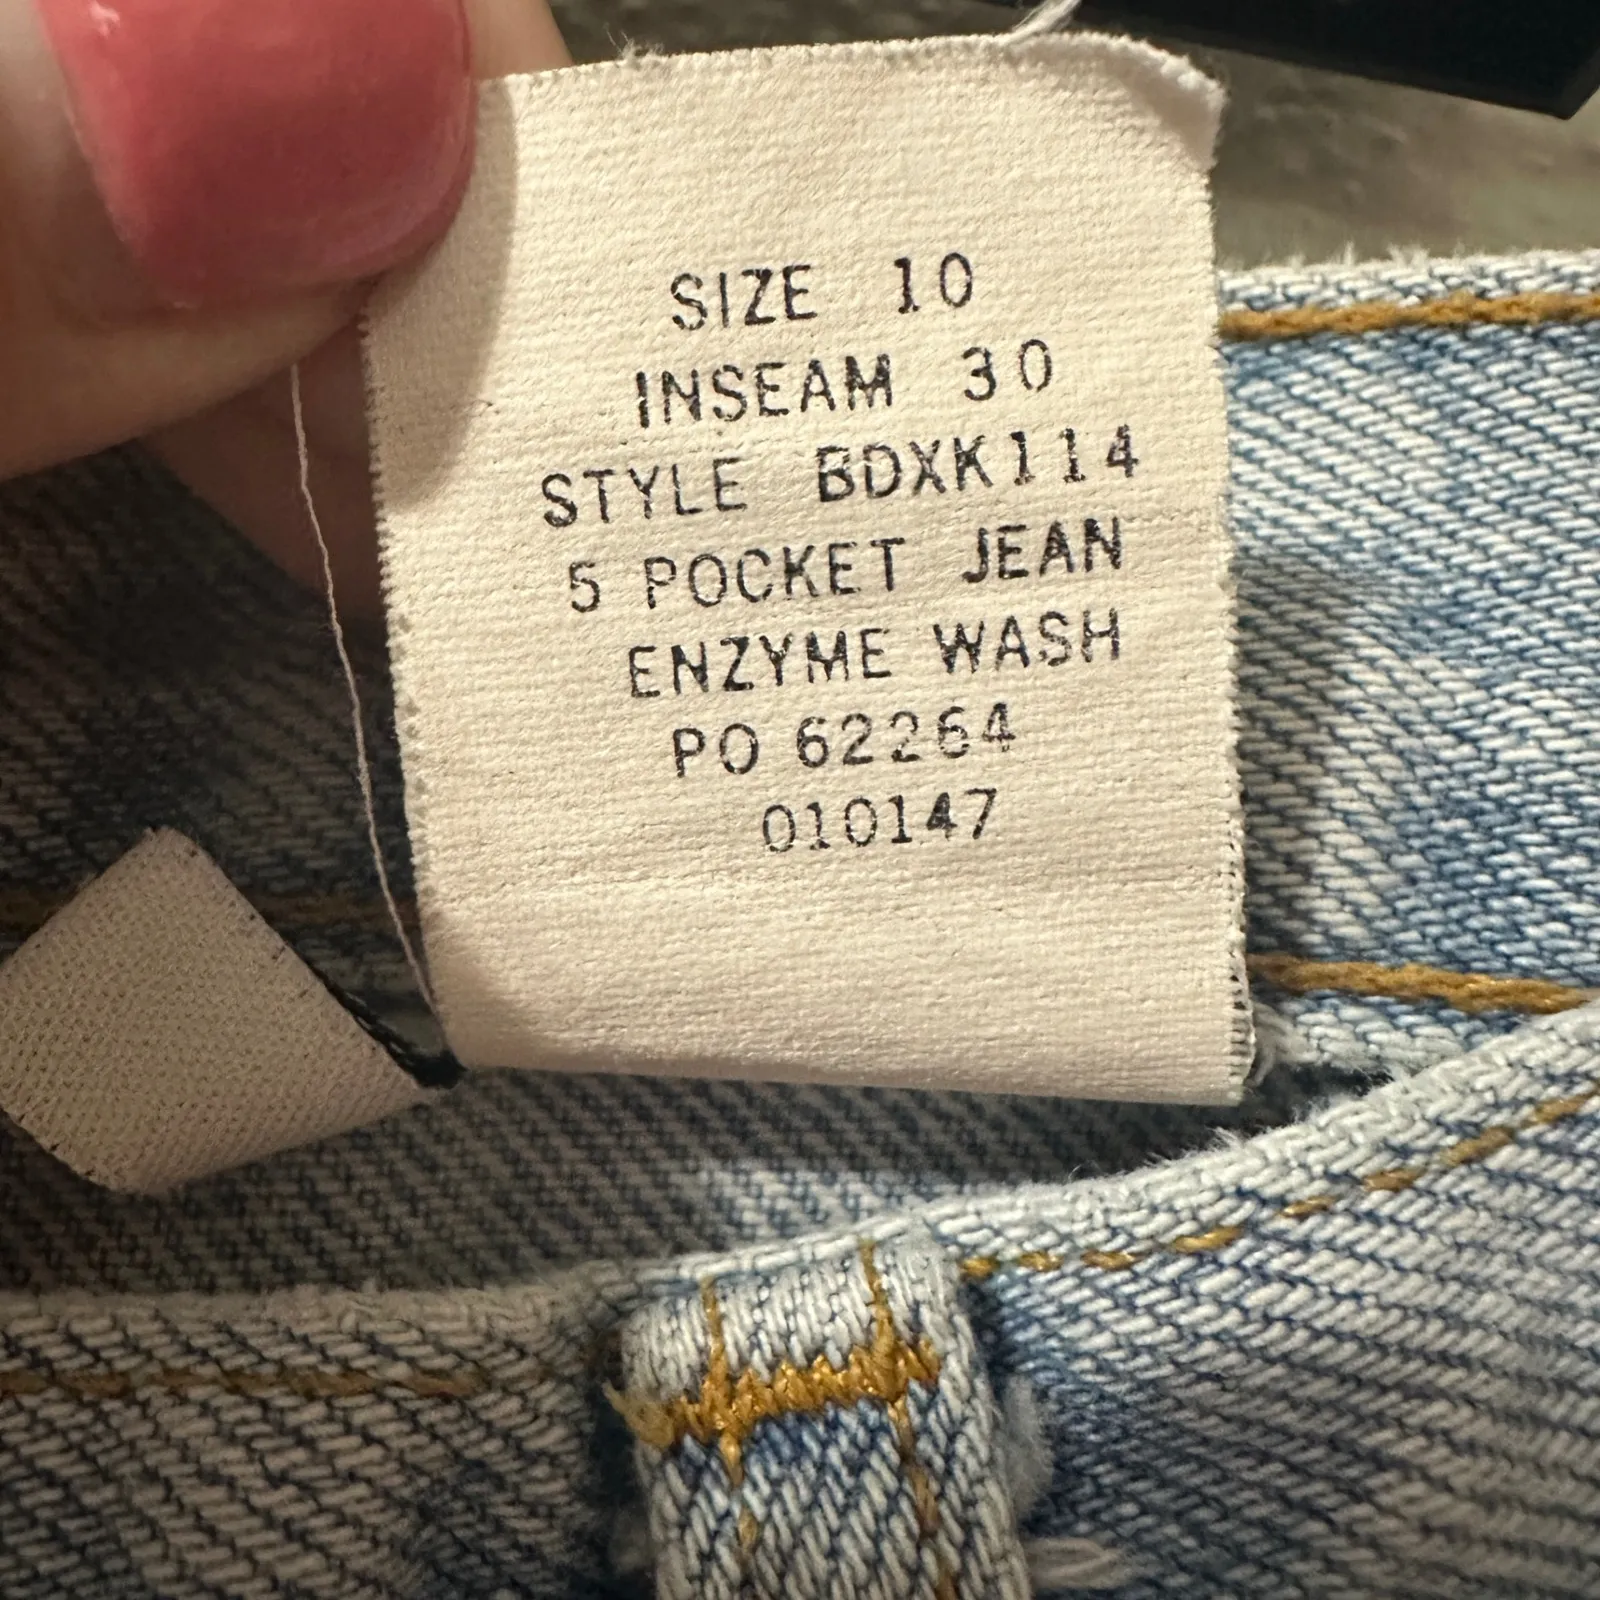 SIZE 10
INSEAM 30
STYLE BDXK114
5 POCKET JEAN
ENZYME WASH
PO 62264
010147